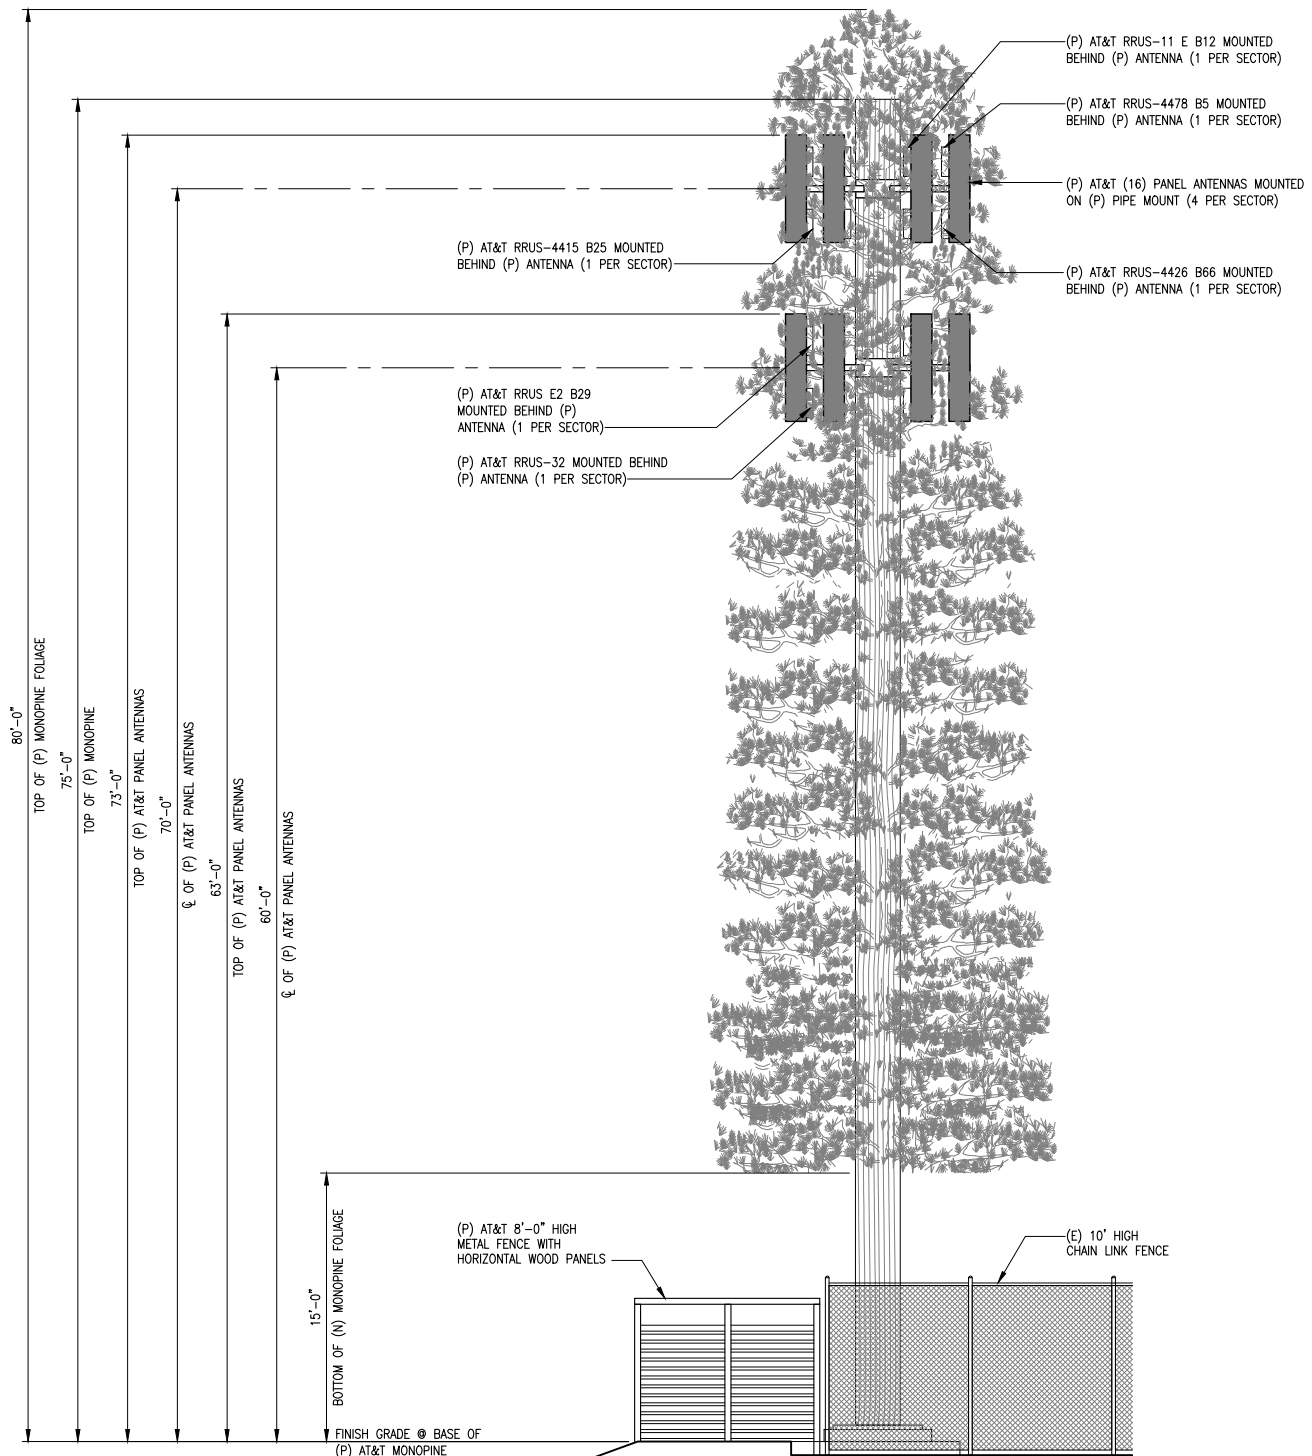 (P) AT&T RRUS-11 E B12 MOUNTED
BEHIND (P) ANTENNA (1 PER SECTOR)
(P) AT&T RRUS-4478 B5 MOUNTED
BEHIND (P) ANTENNA (1 PER SECTOR)
(P) AT&T (16) PANEL ANTENNAS MOUNTED
ON (P) PIPE MOUNT (4 PER SECTOR)
(P) AT&T RRUS-4415 B25 MOUNTED
BEHIND (P) ANTENNA (1 PER SECTOR)
(P) AT&T RRUS-4426 B66 MOUNTED
BEHIND (P) ANTENNA (1 PER SECTOR)
(P) AT&T RRUS E2 B29
MOUNTED BEHIND (P)
ANTENNA (1 PER SECTOR)
(P) AT&T RRUS-32 MOUNTED BEHIND
(P) ANTENNA (1 PER SECTOR)
80'-0"
TOP OF (P) MONOPINE FOLIAGE
75'-0"
TOP OF (P) MONOPINE
73'-0"
TOP OF (P) AT&T PANEL ANTENNAS
70'-0"
℄ OF (P) AT&T PANEL ANTENNAS
63'-0"
TOP OF (P) AT&T PANEL ANTENNAS
60'-0"
℄ OF (P) AT&T PANEL ANTENNAS
15'-0"
BOTTOM OF (N) MONOPINE FOLIAGE
(P) AT&T 8'-0" HIGH
METAL FENCE WITH
HORIZONTAL WOOD PANELS
(E) 10' HIGH
CHAIN LINK FENCE
FINISH GRADE @ BASE OF
(P) AT&T MONOPINE